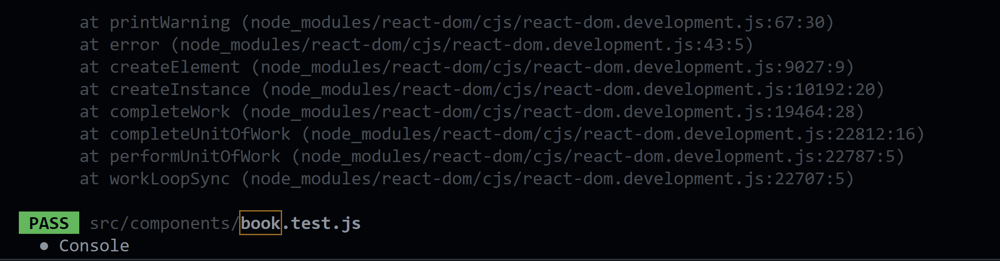 at printWarning (node_modules/react-dom/cjs/react-dom.development.js:67:30)
at error (node_modules/react-dom/cjs/react-dom.development.js:43:5)
at createElement (node_modules/react-dom/cjs/react-dom.development.js:9027:9)
at createInstance (node_modules/react-dom/cjs/react-dom.development.js:10192:20)
at completeWork (node_modules/react-dom/cjs/react-dom.development.js:19464:28)
at completeUnitOfWork (node_modules/react-dom/cjs/react-dom.development.js:22812:16)
at performUnitOfWork (node_modules/react-dom/cjs/react-dom.development.js:22787:5)
at workLoopSync (node_modules/react-dom/cjs/react-dom.development.js:22707:5)
PASS src/components/book.test.js
● Console